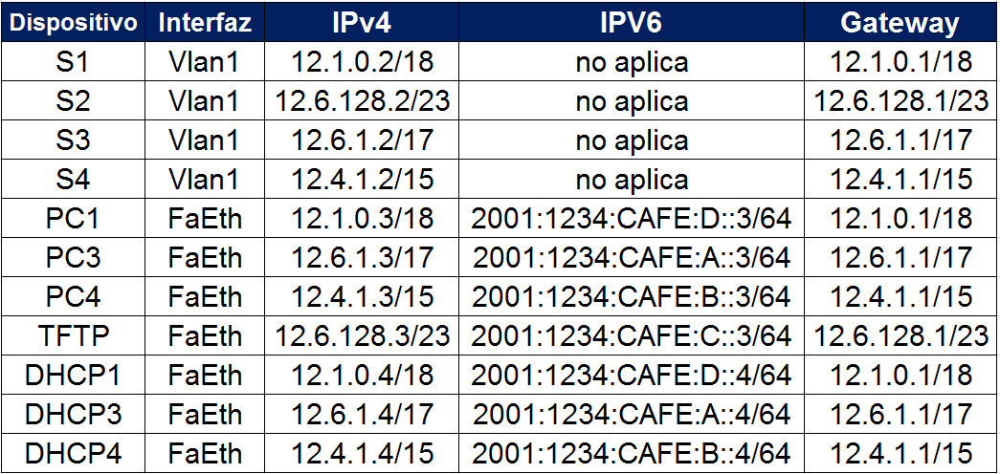 Dispositivo Interfaz IPv4 IPV6 Gateway
S1 Vlan1 12.1.0.2/18 no aplica 12.1.0.1/18
S2 Vlan1 12.6.128.2/23 no aplica 12.6.128.1/23
S3 Vlan1 12.6.1.2/17 no aplica 12.6.1.1/17
S4 Vlan1 12.4.1.2/15 no aplica 12.4.1.1/15
PC1 FaEth 12.1.0.3/18 2001:1234:CAFE:D::3/64 12.1.0.1/18
PC3 FaEth 12.6.1.3/17 2001:1234:CAFE:A::3/64 12.6.1.1/17
PC4 FaEth 12.4.1.3/15 2001:1234:CAFE:B::3/64 12.4.1.1/15
TFTP FaEth 12.6.128.3/23 2001:1234:CAFE:C::3/64 12.6.128.1/23
DHCP1 FaEth 12.1.0.4/18 2001:1234:CAFE:D::4/64 12.1.0.1/18
DHCP3 FaEth 12.6.1.4/17 2001:1234:CAFE:A::4/64 12.6.1.1/17
DHCP4 FaEth 12.4.1.4/15 2001:1234:CAFE:B::4/64 12.4.1.1/15